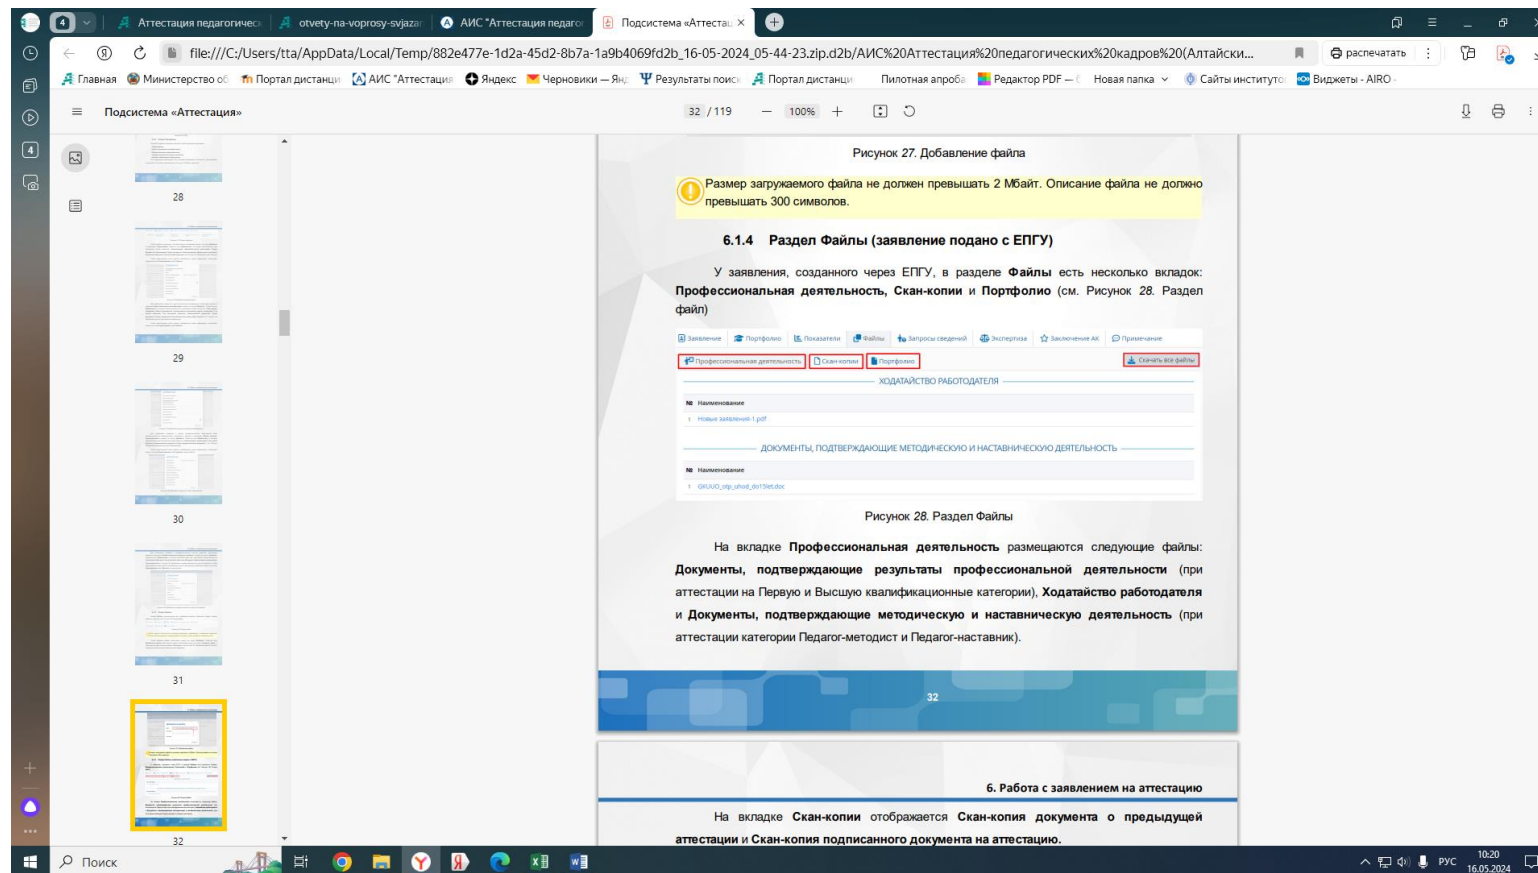 4
Аттестация педагогичес
otvety-na-voprosy-svjazan
АИС "Аттестация педагог
Подсистема «Аттестац
file:///C:/Users/tta/AppData/Local/Temp/882e477e-1d2a-45d2-8b7a-1a9b4069fd2b_16-05-2024_05-44-23.zip.d2b/АИС%20Аттестация%20педагогических%20кадров%20(Алтайски...
распечатать
Главная
Министерство об
Портал дистанци
АИС "Аттестация
Яндекс
Черновики — Янд
Результаты поиск
Портал дистанци
Пилотная апроба
Редактор PDF — (
Новая папка
Сайты институто
Виджеты - AIRO -
Подсистема «Аттестация»
32 / 119
100%
4
28
29
30
31
32
Рисунок 27. Добавление файла
Размер загружаемого файла не должен превышать 2 Мбайт. Описание файла не должно
превышать 300 символов.
6.1.4 Раздел Файлы (заявление подано с ЕПГУ)
У заявления, созданного через ЕПГУ, в разделе Файлы есть несколько вкладок:
Профессиональная деятельность, Скан-копии и Портфолио (см. Рисунок 28. Раздел
файл)
Заявление Портфолио Показатели Файлы Запросы сведений Экспертиза Заключение АК Примечание
Профессиональная деятельность Скан-копии Портфолио Скачать все файлы
ХОДАТАЙСТВО РАБОТОДАТЕЛЯ
№ Наименование
1 Новые заявления-1.pdf
ДОКУМЕНТЫ, ПОДТВЕРЖДАЮЩИЕ МЕТОДИЧЕСКУЮ И НАСТАВНИЧЕСКУЮ ДЕЯТЕЛЬНОСТЬ
№ Наименование
1 GKUUO_otp_uhod_do15let.doc
Рисунок 28. Раздел Файлы
На вкладке Профессиональная деятельность размещаются следующие файлы:
Документы, подтверждающие результаты профессиональной деятельности (при
аттестации на Первую и Высшую квалификационные категории), Ходатайство работодателя
и Документы, подтверждающие методическую и наставническую деятельность (при
аттестации категории Педагог-методист и Педагог-наставник).
32
6. Работа с заявлением на аттестацию
На вкладке Скан-копии отображается Скан-копия документа о предыдущей
аттестации и Скан-копия подписанного документа на аттестацию.
Поиск
РУС
10:20
16.05.2024